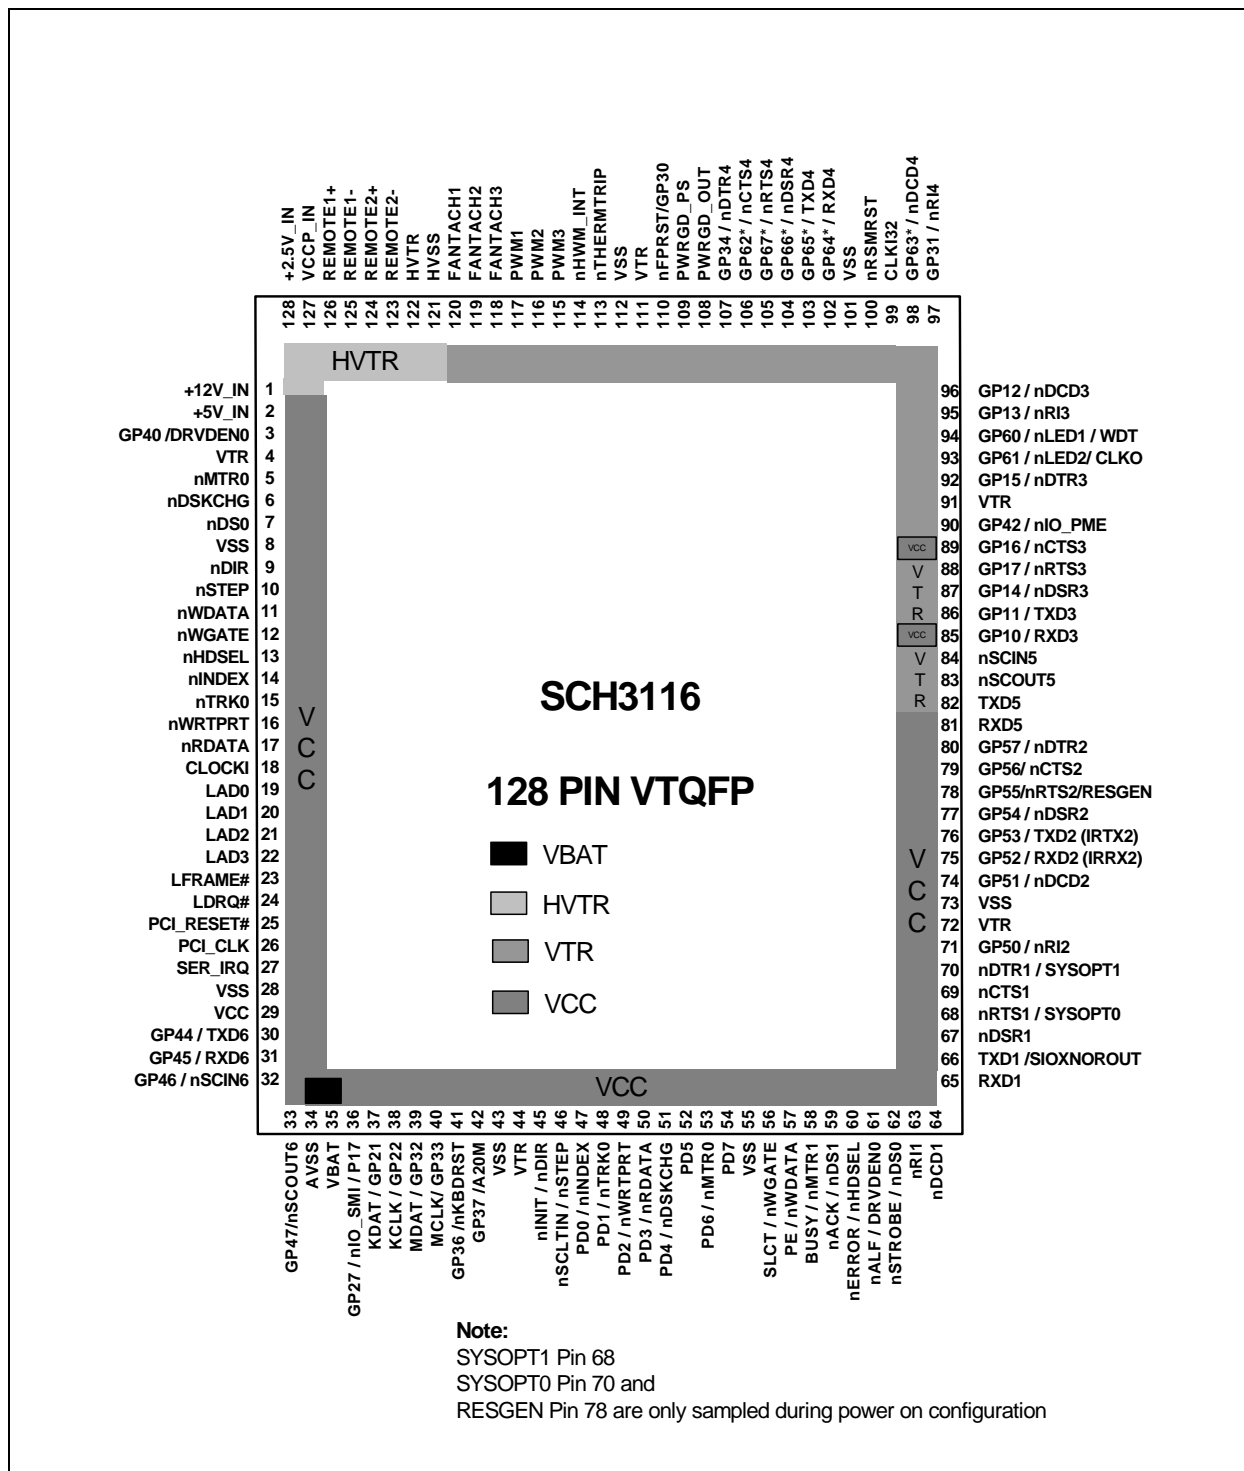 +2.5V_IN
VCCP_IN
REMOTE1+
REMOTE1-
REMOTE2+
REMOTE2-
HVTR
HVSS
FANTACH1
FANTACH2
FANTACH3
PWM1
PWM2
PWM3
nHWM_INT
nTHERMTRIP
VSS
VTR
nFPRST/GP30
PWRGD_PS
PWRGD_OUT
GP34 / nDTR4
GP62* / nCTS4
GP67* / nRTS4
GP66* / nDSR4
GP65* / TXD4
GP64* / RXD4
VSS
nRSMRST
CLKI32
GP63* / nDCD4
GP31 / nRI4
128
127
126
125
124
123
122
121
120
119
118
117
116
115
114
113
112
111
110
109
108
107
106
105
104
103
102
101
100
99
98
97
HVTR
+12V_IN 1
+5V_IN 2
GP40 /DRVDEN0 3
VTR 4
nMTR0 5
nDSKCHG 6
nDS0 7
VSS 8
nDIR 9
nSTEP 10
nWDATA 11
nWGATE 12
nHDSEL 13
nINDEX 14
nTRK0 15
nWRTPRT 16
nRDATA 17
CLOCKI 18
LAD0 19
LAD1 20
LAD2 21
LAD3 22
LFRAME# 23
LDRQ# 24
PCI_RESET# 25
PCI_CLK 26
SER_IRQ 27
VSS 28
VCC 29
GP44 / TXD6 30
GP45 / RXD6 31
GP46 / nSCIN6 32
V
C
C
SCH3116
128 PIN VTQFP
VBAT
HVTR
VTR
VCC
96 GP12 / nDCD3
95 GP13 / nRI3
94 GP60 / nLED1 / WDT
93 GP61 / nLED2/ CLKO
92 GP15 / nDTR3
91 VTR
90 GP42 / nIO_PME
VCC 89 GP16 / nCTS3
V 88 GP17 / nRTS3
T 87 GP14 / nDSR3
R 86 GP11 / TXD3
VCC 85 GP10 / RXD3
V 84 nSCIN5
T 83 nSCOUT5
R 82 TXD5
81 RXD5
80 GP57 / nDTR2
79 GP56/ nCTS2
78 GP55/nRTS2/RESGEN
77 GP54 / nDSR2
76 GP53 / TXD2 (IRTX2)
V 75 GP52 / RXD2 (IRRX2)
C 74 GP51 / nDCD2
73 VSS
C 72 VTR
71 GP50 / nRI2
70 nDTR1 / SYSOPT1
69 nCTS1
68 nRTS1 / SYSOPT0
67 nDSR1
66 TXD1 /SIOXNOROUT
65 RXD1
VCC
33
34
35
36
37
38
39
40
41
42
43
44
45
46
47
48
49
50
51
52
53
54
55
56
57
58
59
60
61
62
63
64
GP47/nSCOUT6
AVSS
VBAT
GP27 / nIO_SMI / P17
KDAT / GP21
KCLK / GP22
MDAT / GP32
MCLK/ GP33
GP36 /nKBDRST
GP37 /A20M
VSS
VTR
nINIT / nDIR
nSCLTIN / nSTEP
PD0 / nINDEX
PD1 / nTRK0
PD2 / nWRTPRT
PD3 / nRDATA
PD4 / nDSKCHG
PD5
PD6 / nMTR0
PD7
VSS
SLCT / nWGATE
PE / nWDATA
BUSY / nMTR1
nACK / nDS1
nERROR / nHDSEL
nALF / DRVDEN0
nSTROBE / nDS0
nRI1
nDCD1
Note:
SYSOPT1 Pin 68
SYSOPT0 Pin 70 and
RESGEN Pin 78 are only sampled during power on configuration